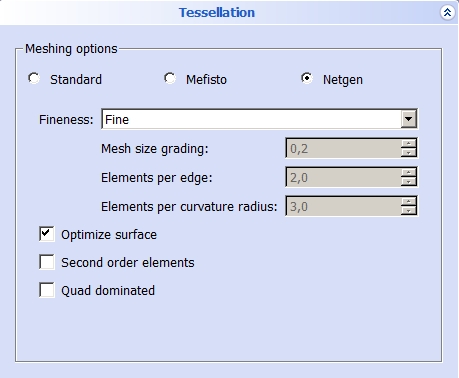 Tessellation
Meshing options
Standard Mefisto Netgen
Fineness: Fine
Mesh size grading: 0,2
Elements per edge: 2,0
Elements per curvature radius: 3,0
Optimize surface
Second order elements
Quad dominated